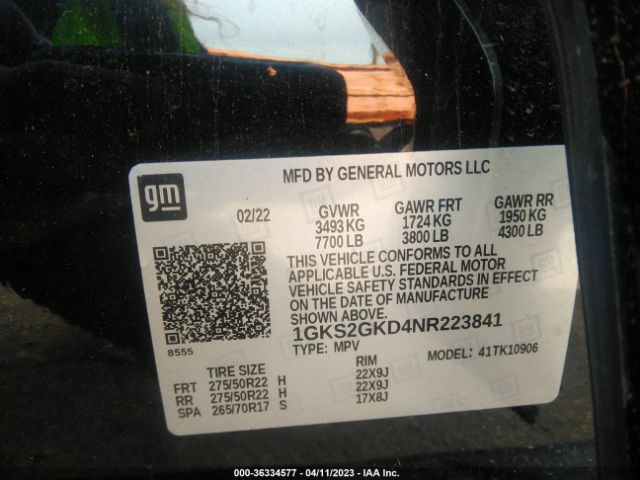 MFD BY GENERAL MOTORS LLC
gm
02/22
GVWR GAWR FRT GAWR RR
3493 KG 1724 KG 1950 KG
7700 LB 3800 LB 4300 LB
THIS VEHICLE CONFORMS TO ALL
APPLICABLE U.S. FEDERAL MOTOR
VEHICLE SAFETY STANDARDS IN EFFECT
ON THE DATE OF MANUFACTURE
SHOWN ABOVE.
1GKS2GKD4NR223841
8555
TYPE: MPV MODEL: 41TK10906
TIRE SIZE RIM
FRT 275/50R22 H 22X9J
RR 275/50R22 H 22X9J
SPA 265/70R17 S 17X8J
000-36334577 - 04/11/2023 - IAA Inc.